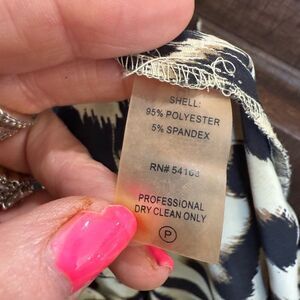 SHELL:
95% POLYESTER
5% SPANDEX
RN# 54163
PROFESSIONAL
DRY CLEAN ONLY
P